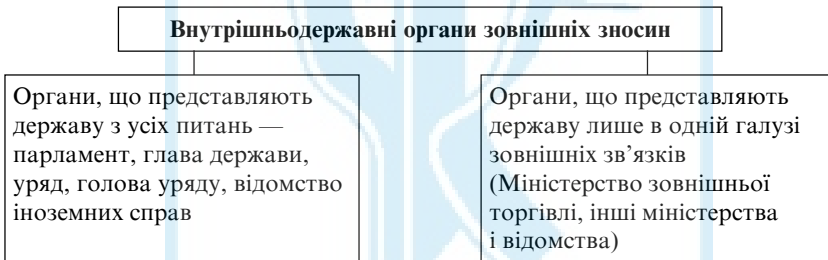 Внутрішньодержавні органи зовнішніх зносин
Органи, що представляють
державу з усіх питань —
парламент, глава держави,
уряд, голова уряду, відомство
іноземних справ
Органи, що представляють
державу лише в одній галузі
зовнішніх зв’язків
(Міністерство зовнішньої
торгівлі, інші міністерства
і відомства)